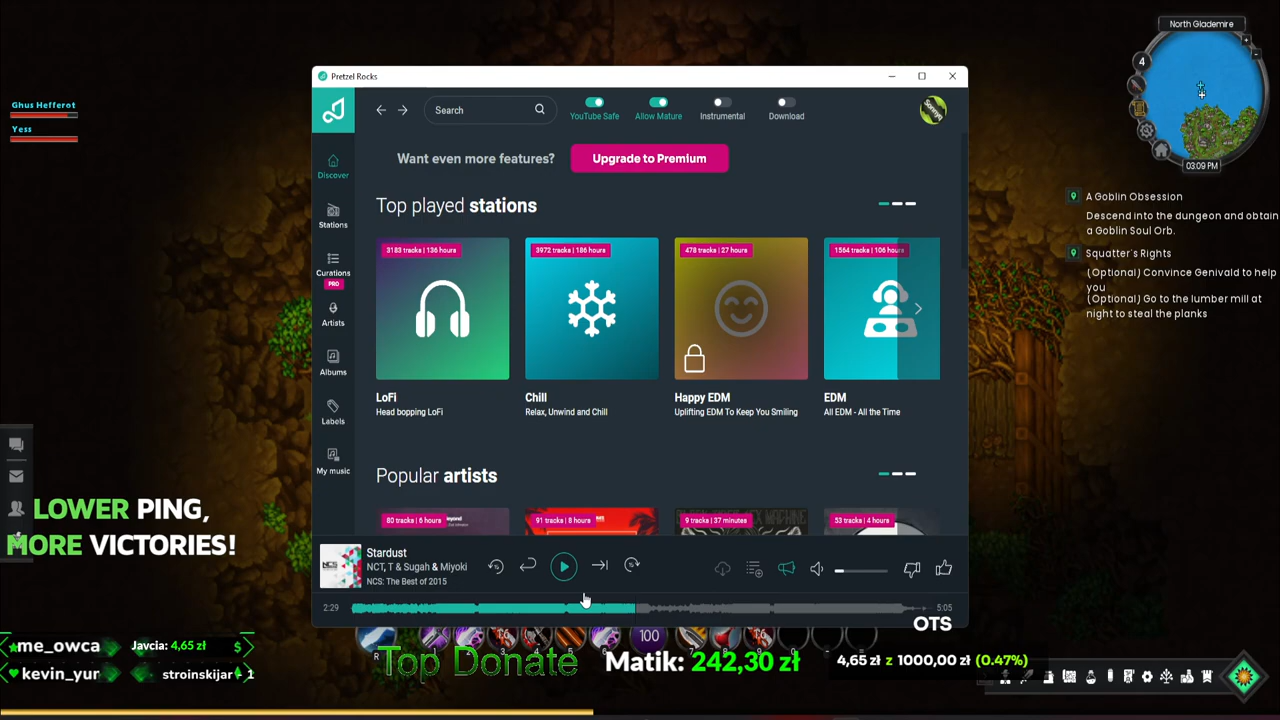 North Glademire
4
03:09 PM
Ghus Hefferot
Yess
A Goblin Obsession
Descend into the dungeon and obtain
a Goblin Soul Orb.
Squatter's Rights
(Optional) Convince Genivald to help
you
(Optional) Go to the lumber mill at
night to steal the planks
Pretzel Rocks
Search
YouTube Safe
Allow Mature
Instrumental
Download
Want even more features?
Upgrade to Premium
Discover
Stations
Curations
PRO
Artists
Albums
Labels
My music
Top played stations
3183 tracks | 136 hours
3972 tracks | 186 hours
478 tracks | 27 hours
1564 tracks | 106 hours
LoFi
Head bopping LoFi
Chill
Relax, Unwind and Chill
Happy EDM
Uplifting EDM To Keep You Smiling
EDM
All EDM - All the Time
Popular artists
80 tracks | 6 hours
91 tracks | 8 hours
9 tracks | 37 minutes
53 tracks | 4 hours
Stardust
NCT, T & Sugah & Miyoki
NCS: The Best of 2015
2:29
5:05
LOWER PING,
MORE VICTORIES!
OTS
100
me_owca
Javcia: 4,65 zł
$
kevin_yur
stroinskijar
1
Top Donate
Matik: 242,30 zł
4,65 zł z 1000,00 zł (0.47%)